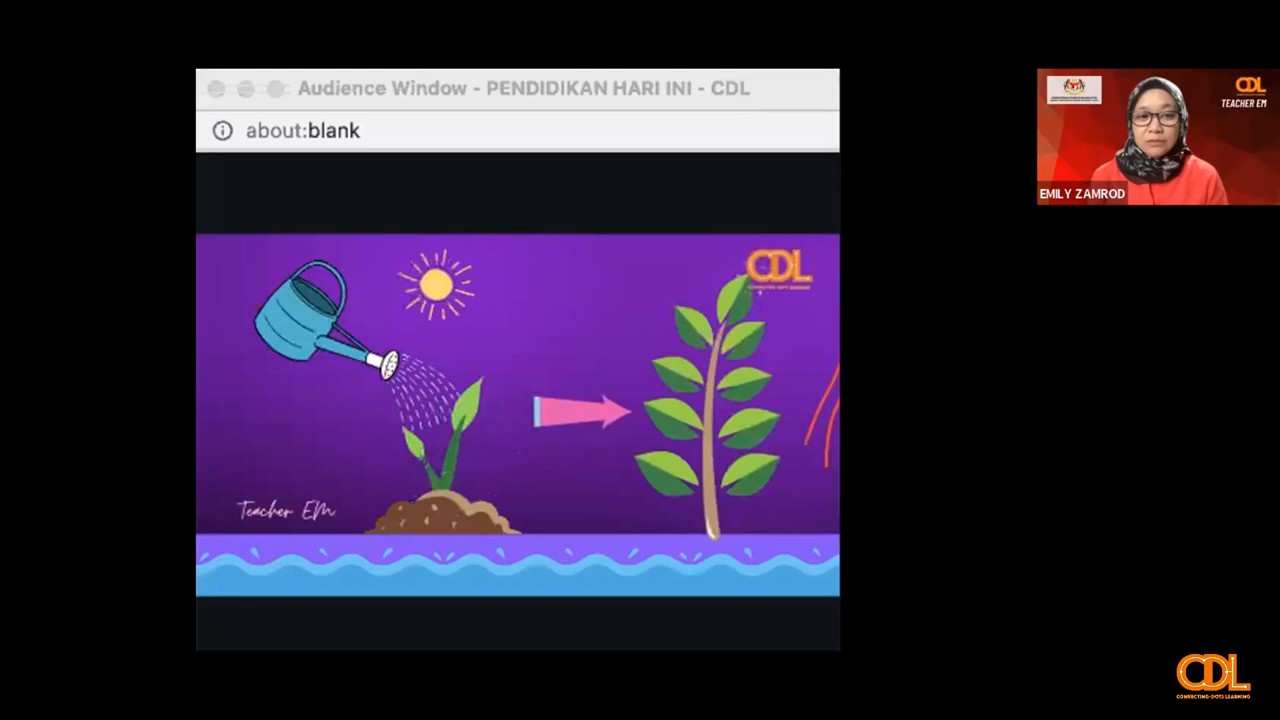 Audience Window - PENDIDIKAN HARI INI - CDL
about:blank
CDL
Teacher EM
CDL
TEACHER EM
EMILY ZAMROD
CDL
CONNECTING-DOTS LEARNING